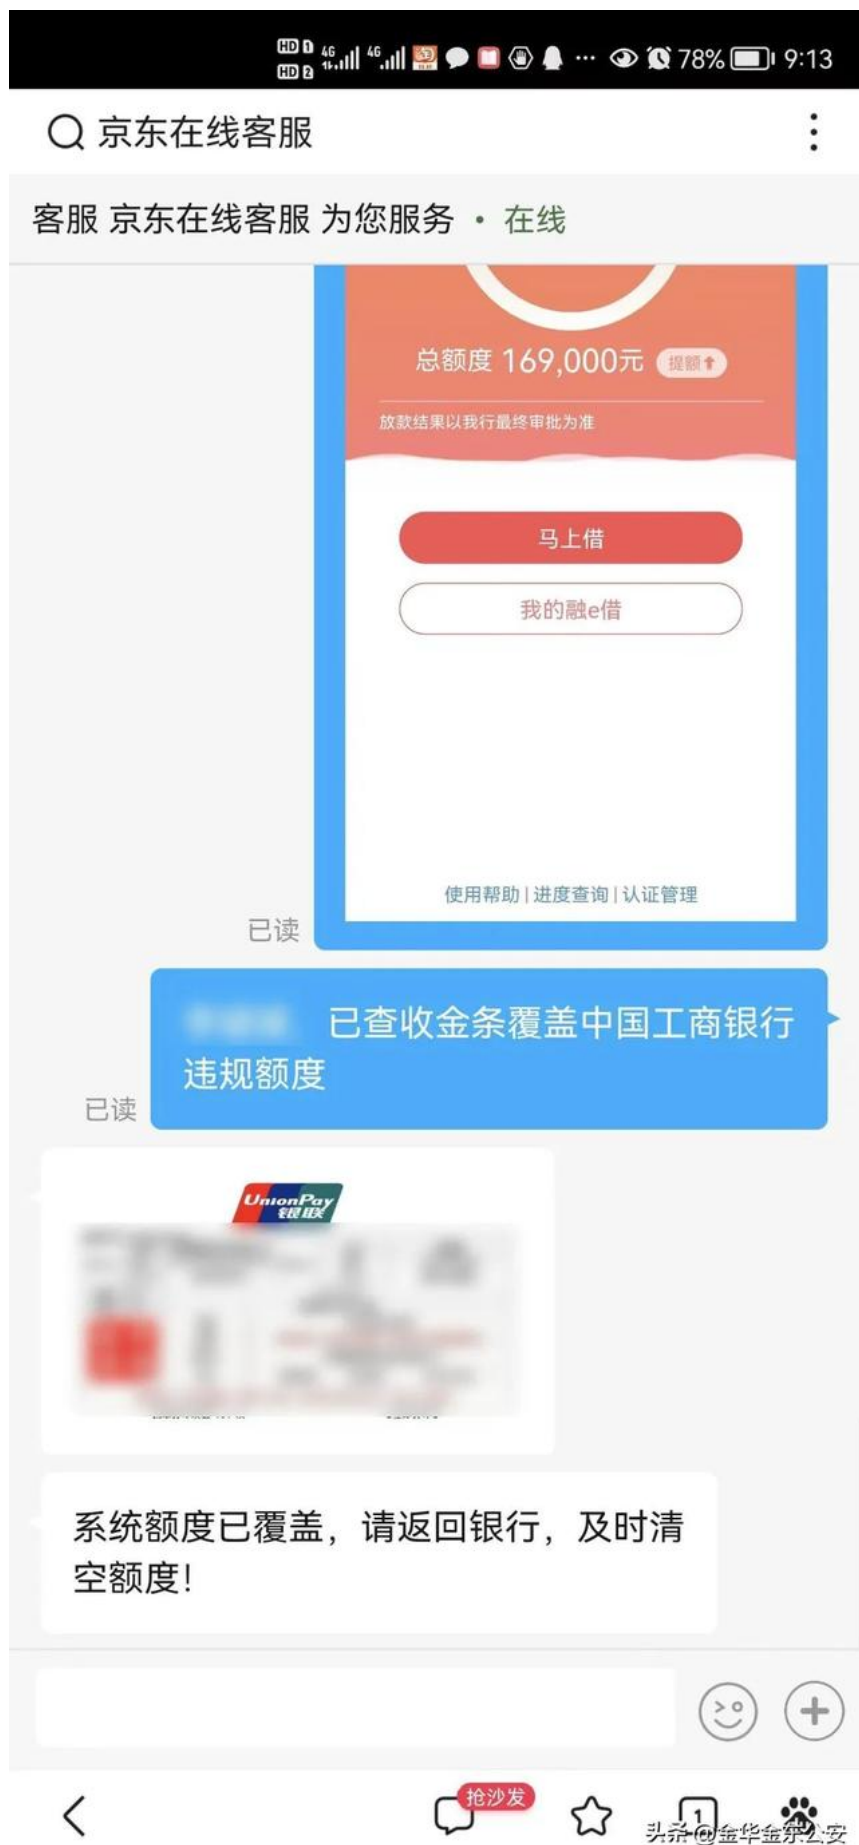 HD 1 4G 4G 78% 9:13
HD 2
京东在线客服
客服 京东在线客服 为您服务 • 在线
总额度 169,000元 提额
放款结果以我行最终审批为准
马上借
我的融e借
使用帮助 | 进度查询 | 认证管理
已读
已查收金条覆盖中国工商银行
违规额度
已读
UnionPay
银联
系统额度已覆盖，请返回银行，及时清
空额度！
抢沙发
1
头条 @金华金东公安